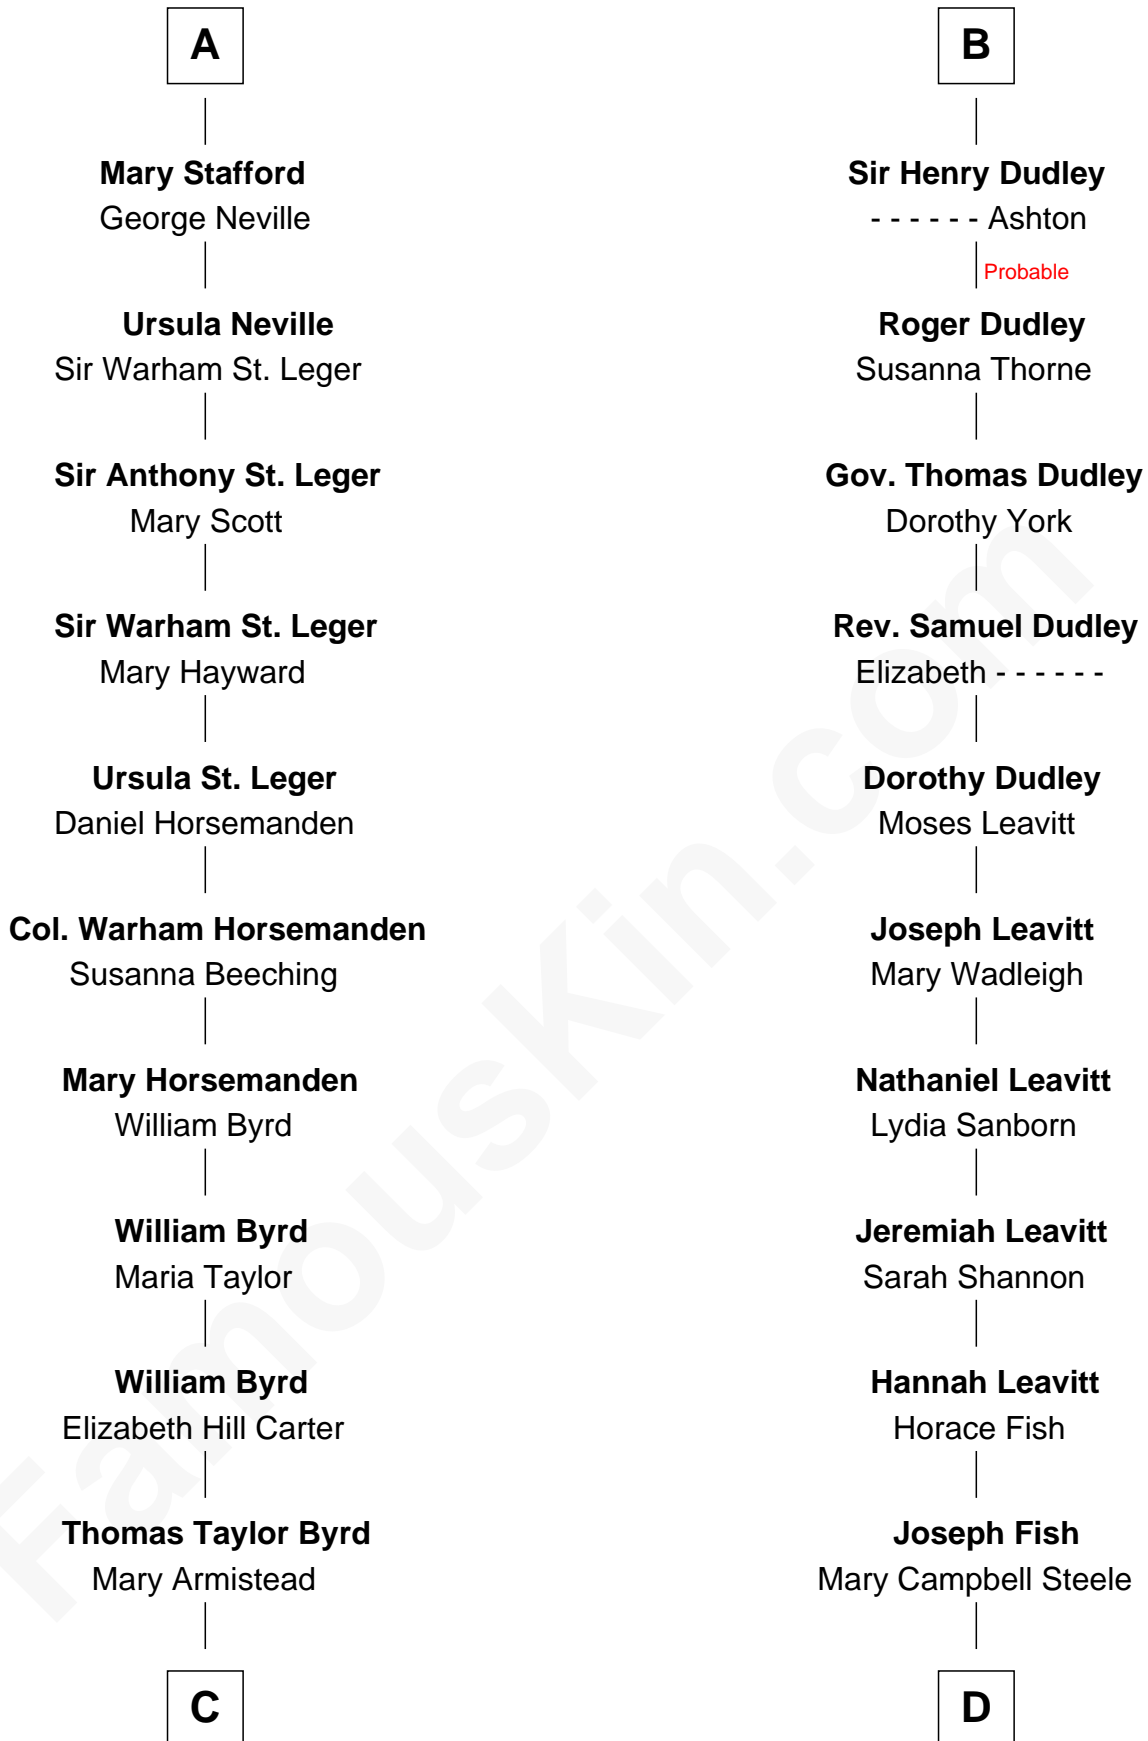 A
Mary Stafford
George Neville
Ursula Neville
Sir Warham St. Leger
Sir Anthony St. Leger
Mary Scott
Sir Warham St. Leger
Mary Hayward
Ursula St. Leger
Daniel Horsemanden
Col. Warham Horsemanden
Susanna Beeching
Mary Horsemanden
William Byrd
William Byrd
Maria Taylor
William Byrd
Elizabeth Hill Carter
Thomas Taylor Byrd
Mary Armistead
C
B
Sir Henry Dudley
- - - - - - Ashton
Probable
Roger Dudley
Susanna Thorne
Gov. Thomas Dudley
Dorothy York
Rev. Samuel Dudley
Elizabeth - - - - - -
Dorothy Dudley
Moses Leavitt
Joseph Leavitt
Mary Wadleigh
Nathaniel Leavitt
Lydia Sanborn
Jeremiah Leavitt
Sarah Shannon
Hannah Leavitt
Horace Fish
Joseph Fish
Mary Campbell Steele
D
FamousKin.com